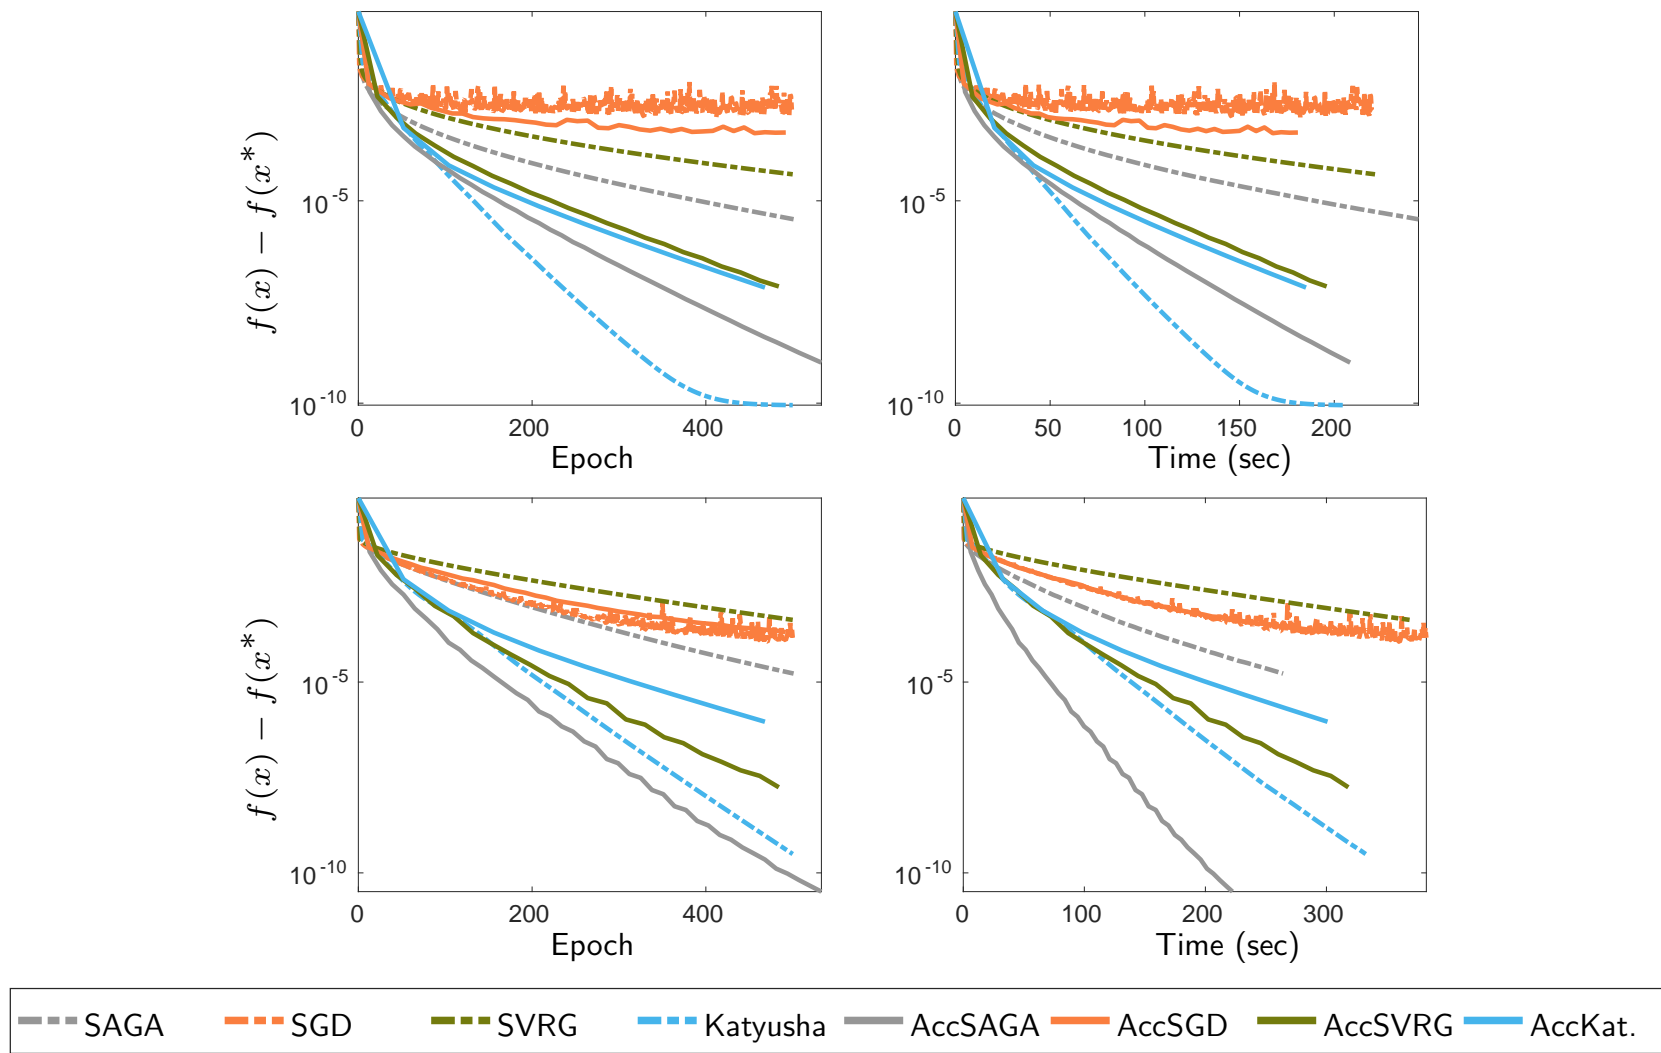 f(x) − f(x*)
10^-5
10^-10
0 200 400
Epoch
10^-5
10^-10
0 50 100 150 200
Time (sec)
f(x) − f(x*)
10^-5
10^-10
0 200 400
Epoch
10^-5
10^-10
0 100 200 300
Time (sec)
SAGA SGD SVRG Katyusha AccSAGA AccSGD AccSVRG AccKat.